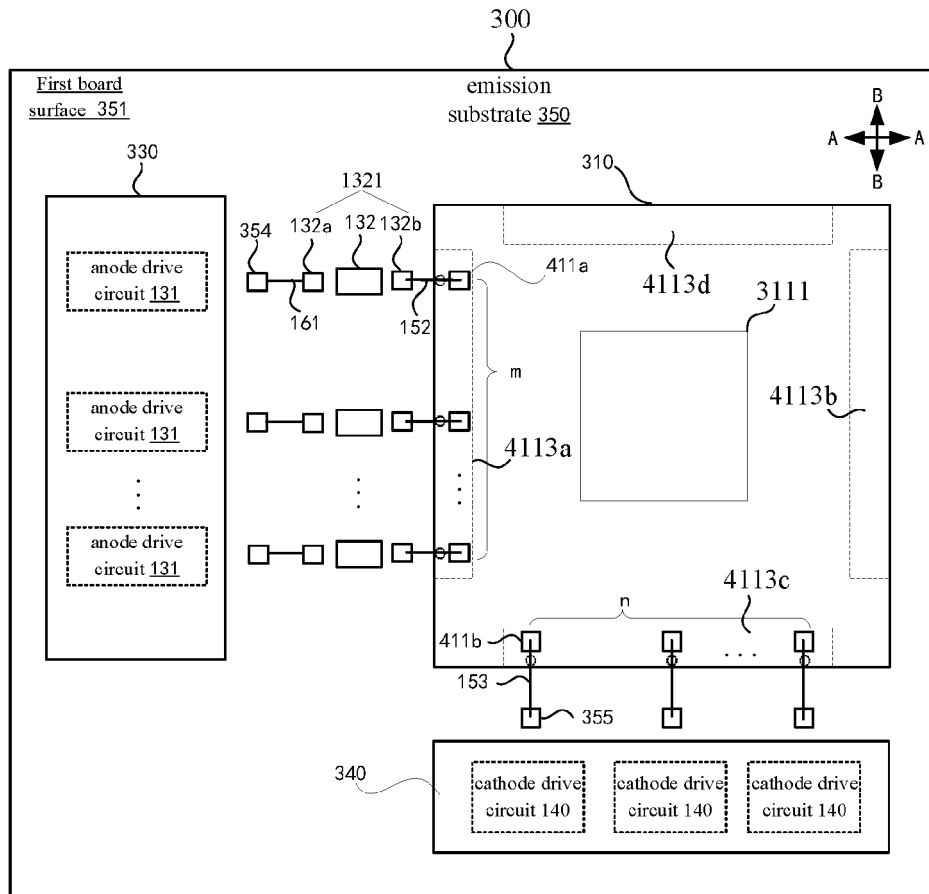 300
First board
surface 351
emission
substrate 350
B
A A
B
330
1321
310
354
132a
132
132b
411a
4113d
anode drive
circuit 131
161
152
3111
m
4113b
anode drive
circuit 131
4113a
. . .
. . .
. . .
anode drive
circuit 131
4113c
n
411b
. . .
153
355
340
cathode drive
circuit 140
cathode drive
circuit 140
cathode drive
circuit 140